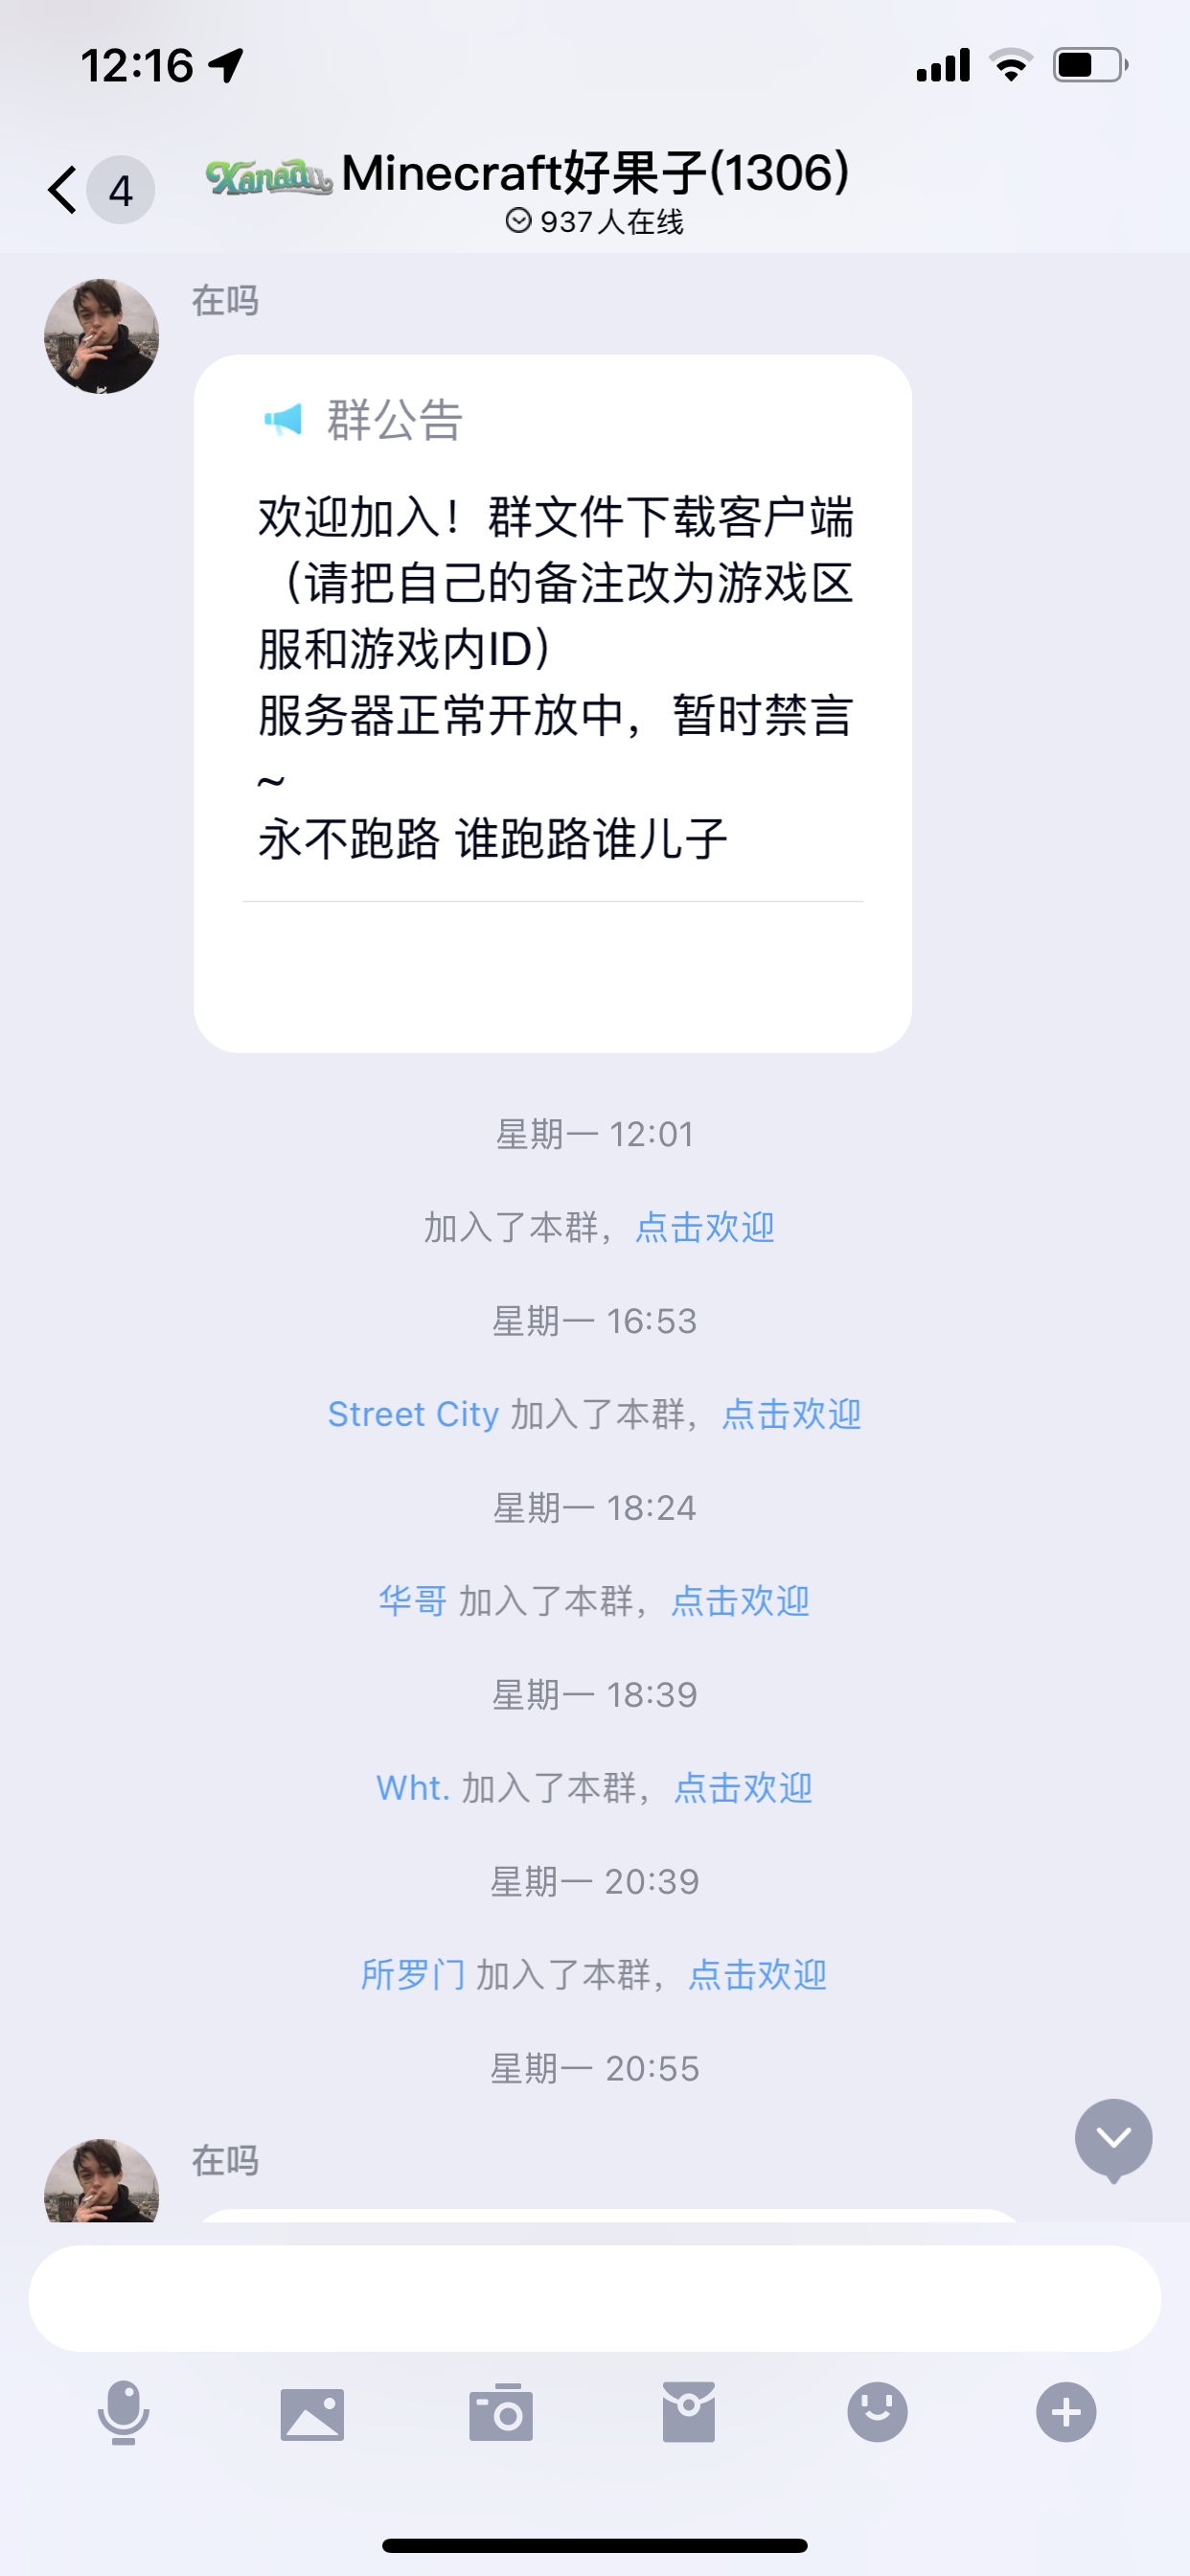 12:16
4
Xanadu Minecraft好果子(1306)
937人在线
在吗
群公告
欢迎加入！群文件下载客户端
（请把自己的备注改为游戏区
服和游戏内ID）
服务器正常开放中，暂时禁言
~
永不跑路 谁跑路谁儿子
星期一 12:01
加入了本群，点击欢迎
星期一 16:53
Street City 加入了本群，点击欢迎
星期一 18:24
华哥 加入了本群，点击欢迎
星期一 18:39
Wht. 加入了本群，点击欢迎
星期一 20:39
所罗门 加入了本群，点击欢迎
星期一 20:55
在吗